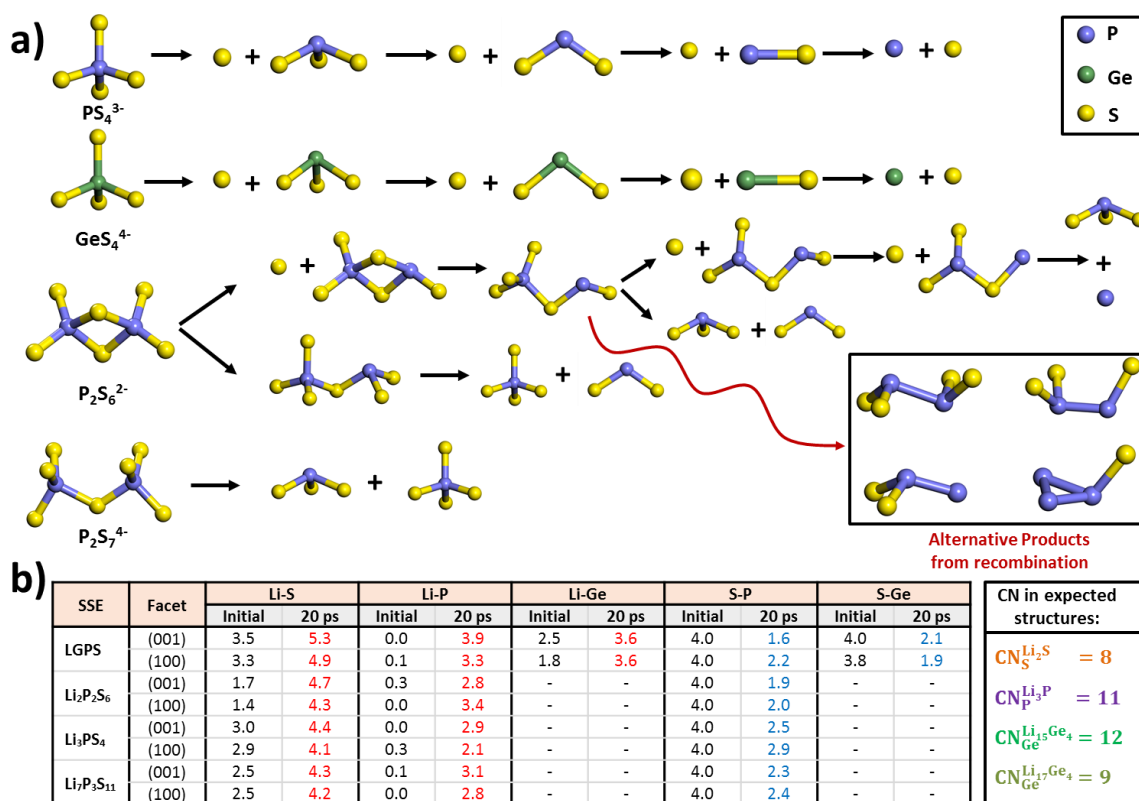 a)
P
Ge
S
PS₄³⁻
GeS₄⁴⁻
P₂S₆²⁻
P₂S₇⁴⁻
+
+
+
+
+
+
+
+
+
+
+
+
+
+
Alternative Products
from recombination
b)
SSE Facet Li-S Li-P Li-Ge S-P S-Ge
Initial 20 ps Initial 20 ps Initial 20 ps Initial 20 ps Initial 20 ps
LGPS (001) 3.5 5.3 0.0 3.9 2.5 3.6 4.0 1.6 4.0 2.1
(100) 3.3 4.9 0.1 3.3 1.8 3.6 4.0 2.2 3.8 1.9
Li₂P₂S₆ (001) 1.7 4.7 0.3 2.8 - - 4.0 1.9 - -
(100) 1.4 4.3 0.0 3.4 - - 4.0 2.0 - -
Li₃PS₄ (001) 3.0 4.4 0.0 2.9 - - 4.0 2.5 - -
(100) 2.9 4.1 0.3 2.1 - - 4.0 2.9 - -
Li₇P₃S₁₁ (001) 2.5 4.3 0.1 3.1 - - 4.0 2.3 - -
(100) 2.5 4.2 0.0 2.8 - - 4.0 2.4 - -
CN in expected
structures:
CN_S^{Li₂S} = 8
CN_P^{Li₃P} = 11
CN_Ge^{Li₁₅Ge₄} = 12
CN_Ge^{Li₁₇Ge₄} = 9